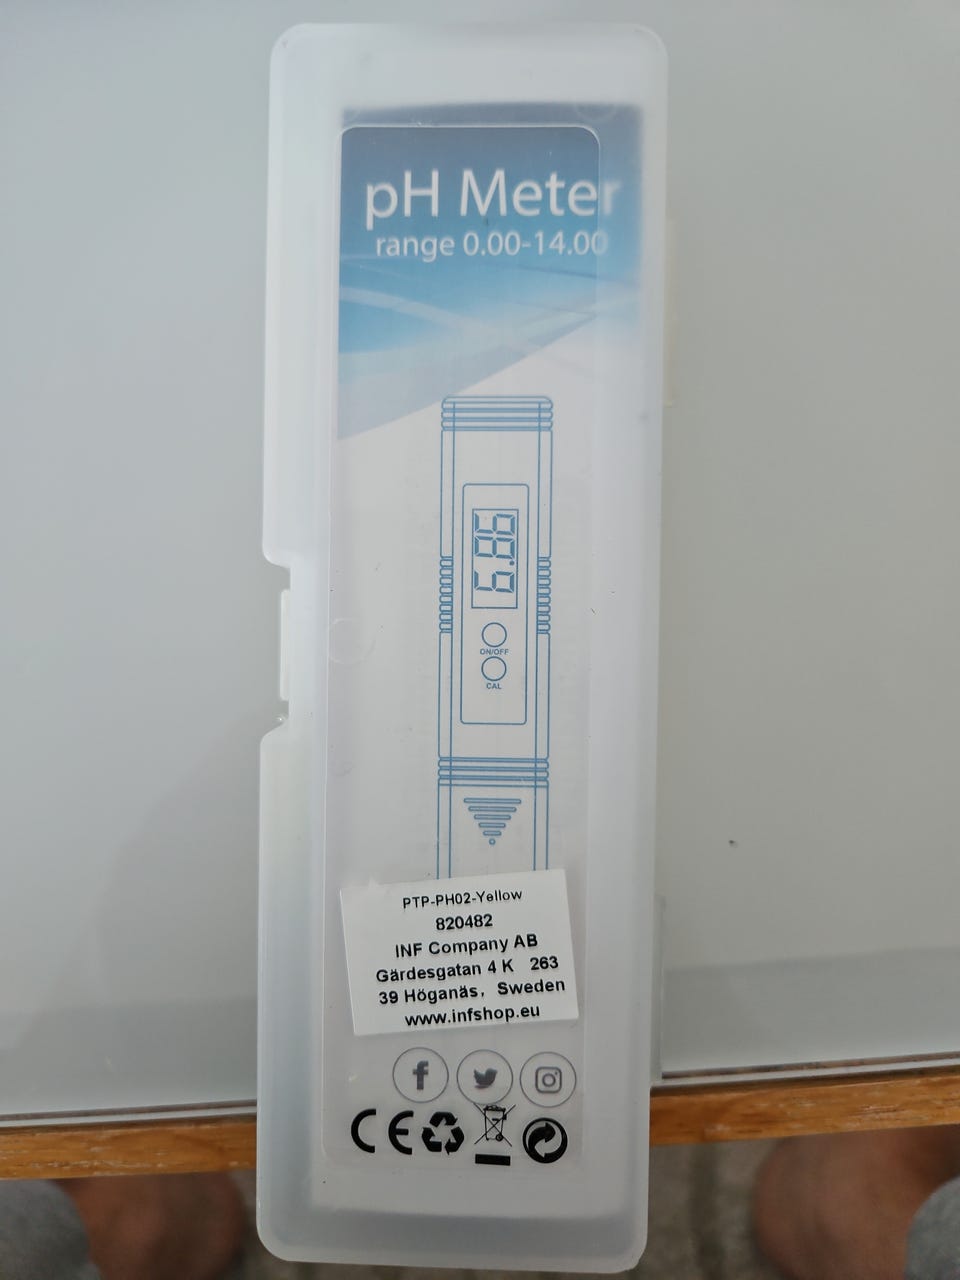 pH Meter
range 0.00-14.00
6.86
ON/OFF
CAL
PTP-PH02-Yellow
820482
INF Company AB
Gärdesgatan 4 K 263
39 Höganäs, Sweden
www.infshop.eu
CE